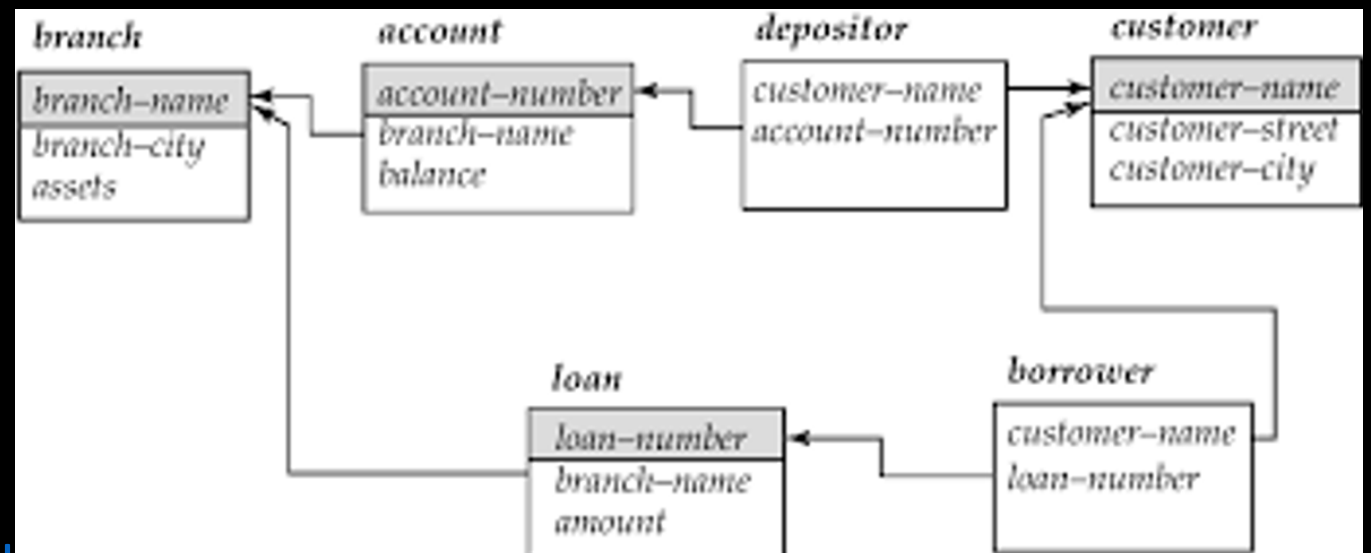 branch
branch–name
branch–city
assets
account
account–number
branch–name
balance
depositor
customer–name
account–number
customer
customer–name
customer–street
customer–city
loan
loan–number
branch–name
amount
borrower
customer–name
loan–number